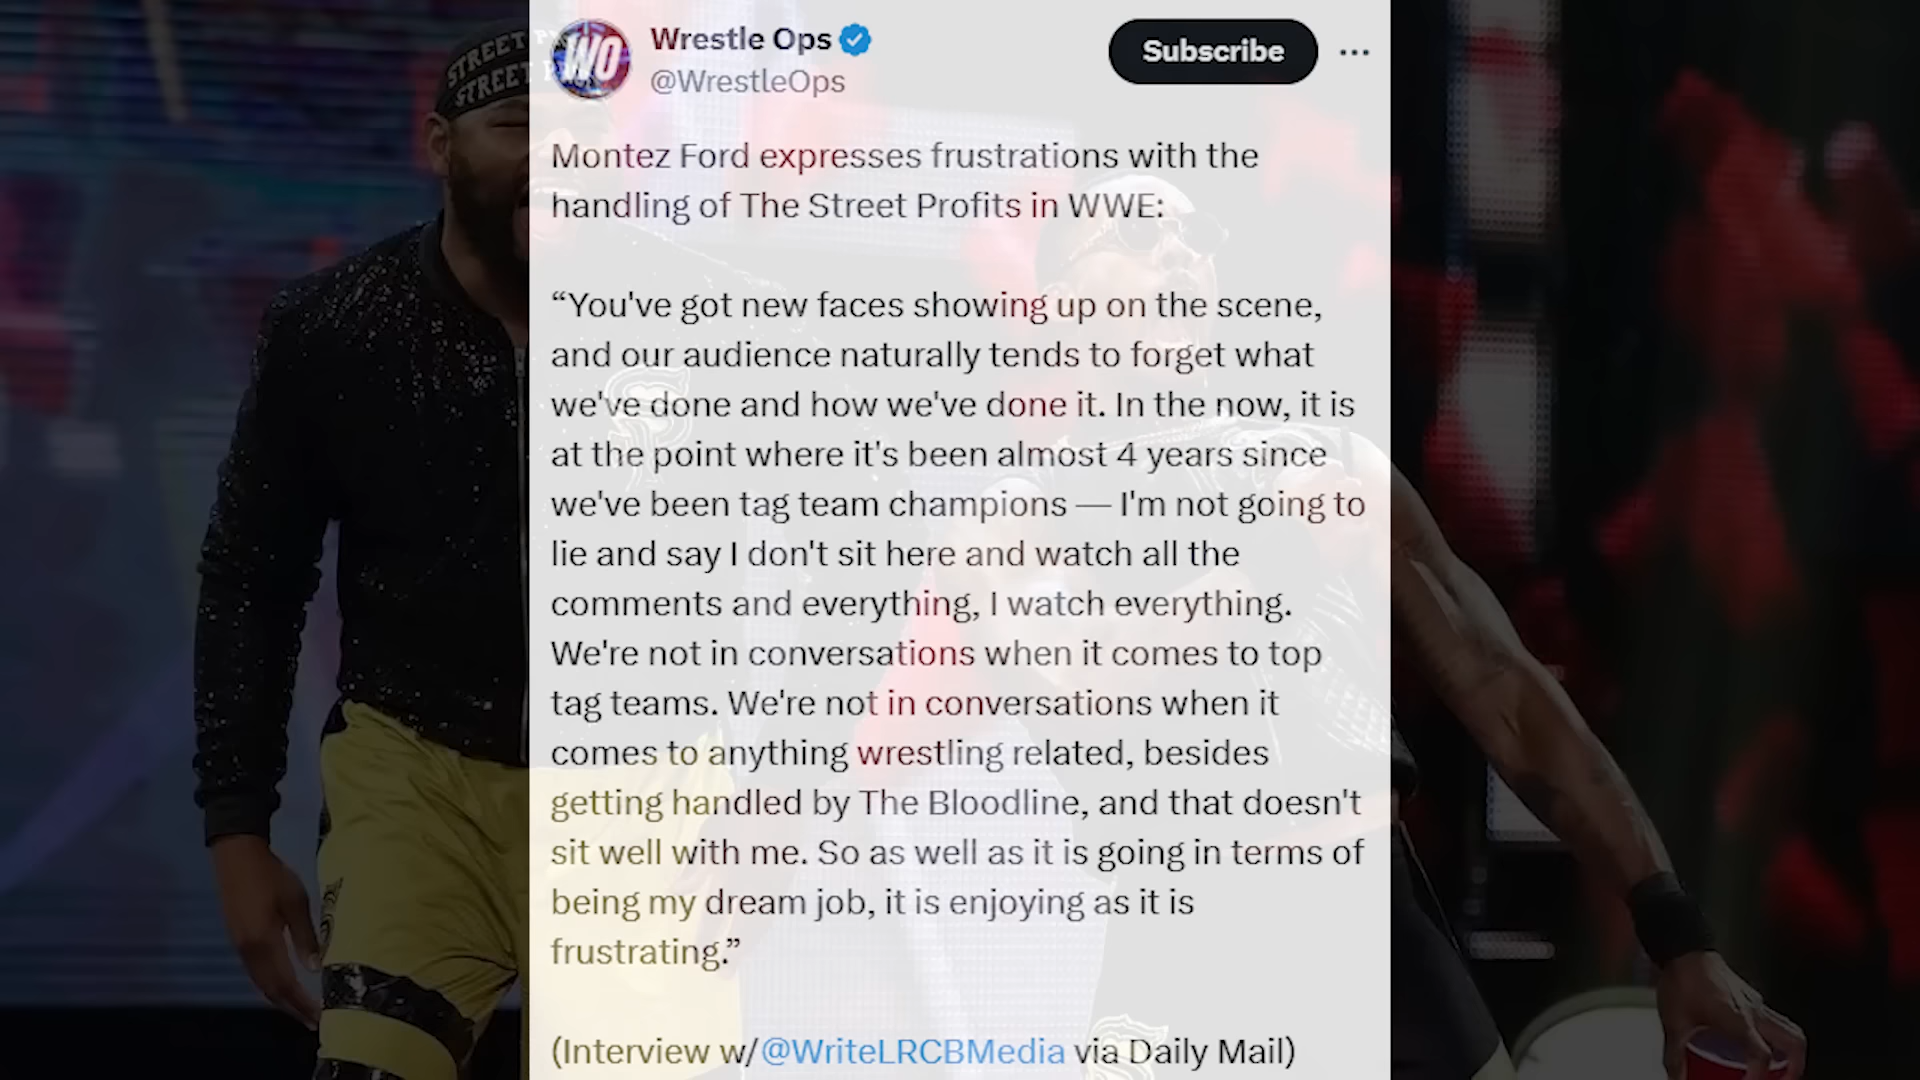 STREET
STREET P
WO
Wrestle Ops
@WrestleOps
Subscribe
Montez Ford expresses frustrations with the
handling of The Street Profits in WWE:
“You've got new faces showing up on the scene,
and our audience naturally tends to forget what
we've done and how we've done it. In the now, it is
at the point where it's been almost 4 years since
we've been tag team champions — I'm not going to
lie and say I don't sit here and watch all the
comments and everything, I watch everything.
We're not in conversations when it comes to top
tag teams. We're not in conversations when it
comes to anything wrestling related, besides
getting handled by The Bloodline, and that doesn't
sit well with me. So as well as it is going in terms of
being my dream job, it is enjoying as it is
frustrating.”
(Interview w/@WriteLRCBMedia via Daily Mail)